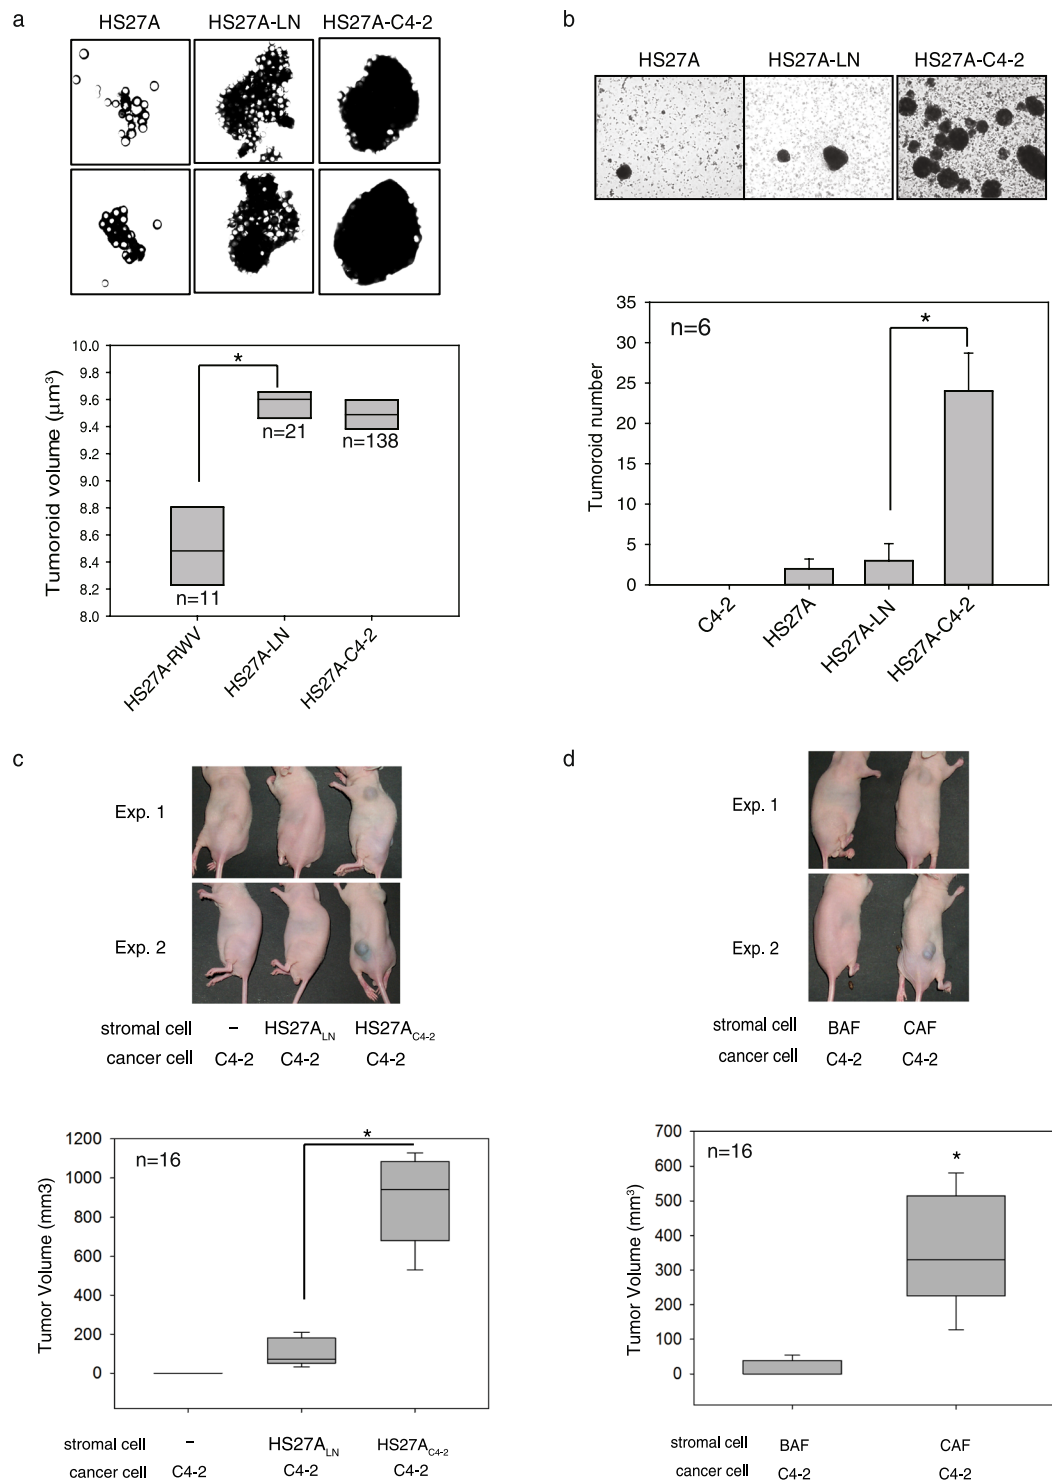 a
HS27A HS27A-LN HS27A-C4-2
10.0
9.8
9.6
9.4
9.2
9.0
8.8
8.6
8.4
8.2
8.0
Tumoroid volume (µm³)
*
n=21
n=138
n=11
HS27A-RWV
HS27A-LN
HS27A-C4-2
b
HS27A HS27A-LN HS27A-C4-2
35
30
25
20
15
10
5
0
Tumoroid number
n=6
*
C4-2
HS27A
HS27A-LN
HS27A-C4-2
c
Exp. 1
Exp. 2
stromal cell – HS27A_LN HS27A_C4-2
cancer cell C4-2 C4-2 C4-2
1200
1000
800
600
400
200
0
Tumor Volume (mm3)
n=16
*
stromal cell – HS27A_LN HS27A_C4-2
cancer cell C4-2 C4-2 C4-2
d
Exp. 1
Exp. 2
stromal cell BAF CAF
cancer cell C4-2 C4-2
700
600
500
400
300
200
100
0
Tumor Volume (mm³)
n=16
*
stromal cell BAF CAF
cancer cell C4-2 C4-2